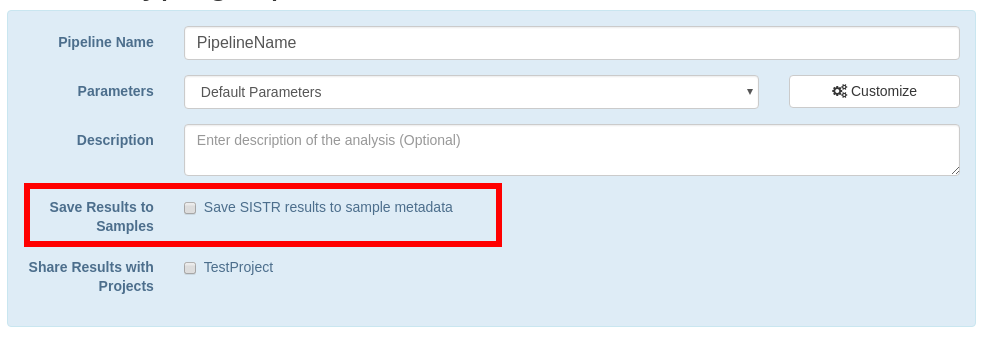 Pipeline Name PipelineName
Parameters Default Parameters Customize
Description Enter description of the analysis (Optional)
Save Results to Samples Save SISTR results to sample metadata
Share Results with Projects TestProject